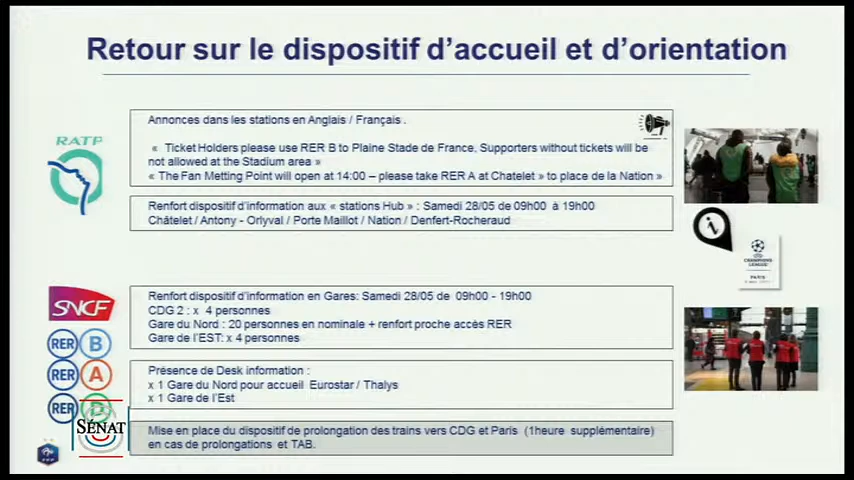 Retour sur le dispositif d'accueil et d'orientation
RATP
Annonces dans les stations en Anglais / Français .
« Ticket Holders please use RER B to Plaine Stade de France, Supporters without tickets will be
not allowed at the Stadium area »
« The Fan Metting Point will open at 14:00 – please take RER A at Chatelet » to place de la Nation »
Renfort dispositif d'information aux « stations Hub » : Samedi 28/05 de 09h00 à 19h00
Châtelet / Antony - Orlyval / Porte Maillot / Nation / Denfert-Rocheraud
CHAMPIONS
LEAGUE
PARIS
SNCF
Renfort dispositif d'information en Gares: Samedi 28/05 de 09h00 - 19h00
CDG 2 : x 4 personnes
Gare du Nord : 20 personnes en nominale + renfort proche accès RER
Gare de l'EST: x 4 personnes
RER B
RER A
RER D
Présence de Desk information :
x 1 Gare du Nord pour accueil Eurostar / Thalys
x 1 Gare de l'Est
SÉNAT
Mise en place du dispositif de prolongation des trains vers CDG et Paris (1heure supplémentaire)
en cas de prolongations et TAB.